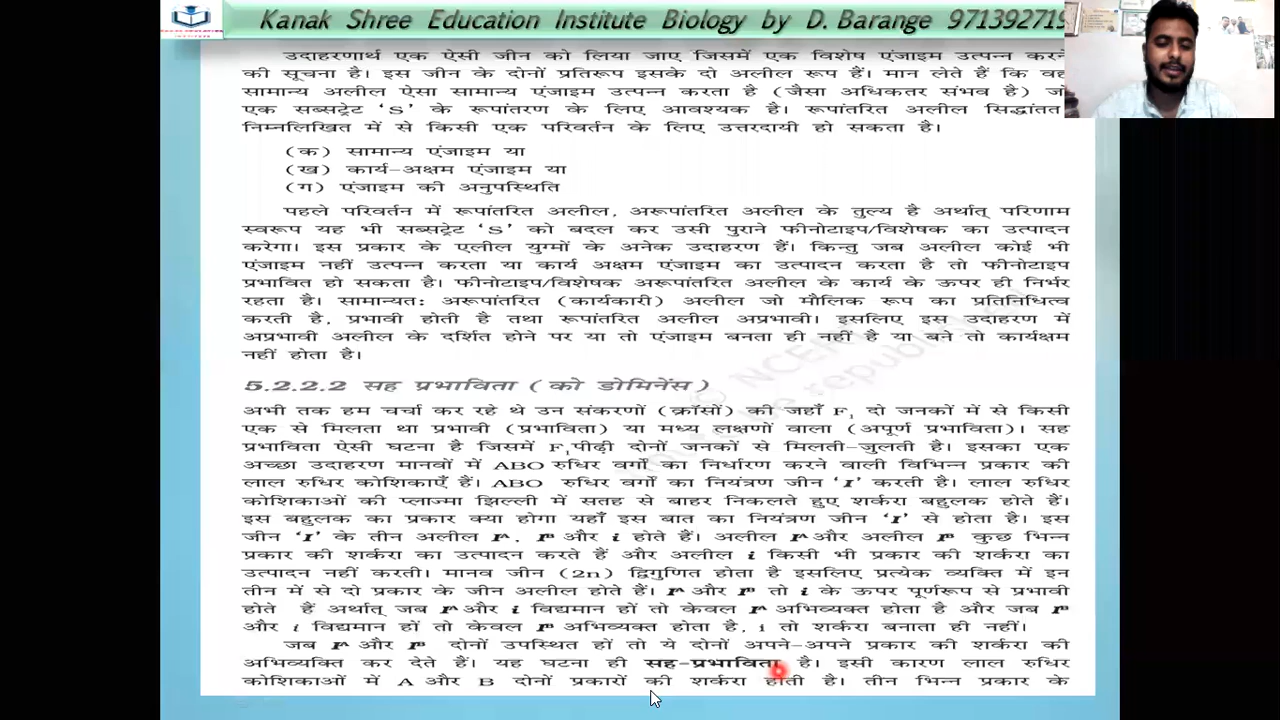 Kanak Shree Education Institute Biology by D.Barange 971392719
उदाहरणार्थ एक ऐसी जीन को लिया जाए जिसमें एक विशेष एंजाइम उत्पन्न करने
की सूचना है। इस जीन के दोनों प्रतिरूप इसके दो अलील रूप हैं। मान लेते हैं कि वह
सामान्य अलील ऐसा सामान्य एंजाइम उत्पन्न करता है (जैसा अधिकतर संभव है) जो
एक सब्सट्रेट ‘S’ के रूपांतरण के लिए आवश्यक है। रूपांतरित अलील सिद्धांतत
निम्नलिखित में से किसी एक परिवर्तन के लिए उत्तरदायी हो सकता है।
(क) सामान्य एंजाइम या
(ख) कार्य-अक्षम एंजाइम या
(ग) एंजाइम की अनुपस्थिति
पहले परिवर्तन में रूपांतरित अलील, अरूपांतरित अलील के तुल्य है अर्थात् परिणाम
स्वरूप यह भी सब्सट्रेट ‘S’ को बदल कर उसी पुराने फीनोटाइप/विशेषक का उत्पादन
करेगा। इस प्रकार के एलील युग्मों के अनेक उदाहरण हैं। किन्तु जब अलील कोई भी
एंजाइम नहीं उत्पन्न करता या कार्य अक्षम एंजाइम का उत्पादन करता है तो फीनोटाइप
प्रभावित हो सकता है। फीनोटाइप/विशेषक अरूपांतरित अलील के कार्य के ऊपर ही निर्भर
रहता है। सामान्यत: अरूपांतरित (कार्यकारी) अलील जो मौलिक रूप का प्रतिनिधित्व
करती है, प्रभावी होती है तथा रूपांतरित अलील अप्रभावी। इसलिए इस उदाहरण में
अप्रभावी अलील के दर्शित होने पर या तो एंजाइम बनता ही नहीं है या बने तो कार्यक्षम
नहीं होता है।
5.2.2.2 सह प्रभाविता (को डोमिनेंस)
अभी तक हम चर्चा कर रहे थे उन संकरणों (क्रॉसों) की जहाँ F₁ दो जनकों में से किसी
एक से मिलता था प्रभावी (प्रभाविता) या मध्य लक्षणों वाला (अपूर्ण प्रभाविता)। सह
प्रभाविता ऐसी घटना है जिसमें F₁पीढ़ी दोनों जनकों से मिलती-जुलती है। इसका एक
अच्छा उदाहरण मानवों में ABO रुधिर वर्गों का निर्धारण करने वाली विभिन्न प्रकार की
लाल रुधिर कोशिकाएँ हैं। ABO रुधिर वर्गों का नियंत्रण जीन ‘I’ करती है। लाल रुधिर
कोशिकाओं की प्लाज्मा झिल्ली में सतह से बाहर निकलते हुए शर्करा बहुलक होते हैं।
इस बहुलक का प्रकार क्या होगा यहाँ इस बात का नियंत्रण जीन ‘I’ से होता है। इस
जीन ‘I’ के तीन अलील Iᴬ, Iᴮ और i होते हैं। अलील Iᴬ और अलील Iᴮ कुछ भिन्न
प्रकार की शर्करा का उत्पादन करते हैं और अलील i किसी भी प्रकार की शर्करा का
उत्पादन नहीं करती। मानव जीन (2n) द्विगुणित होता है इसलिए प्रत्येक व्यक्ति में इन
तीन में से दो प्रकार के जीन अलील होते हैं। Iᴬ और Iᴮ तो i के ऊपर पूर्णरूप से प्रभावी
होते हैं अर्थात् जब Iᴬ और i विद्यमान हों तो केवल Iᴬ अभिव्यक्त होता है और जब Iᴮ
और i विद्यमान हों तो केवल Iᴮ अभिव्यक्त होता है, i तो शर्करा बनाता ही नहीं।
जब Iᴬ और Iᴮ दोनों उपस्थित हों तो ये दोनों अपने-अपने प्रकार की शर्करा की
अभिव्यक्ति कर देते हैं। यह घटना ही सह-प्रभाविता है। इसी कारण लाल रुधिर
कोशिकाओं में A और B दोनों प्रकारों की शर्करा होती है। तीन भिन्न प्रकार के